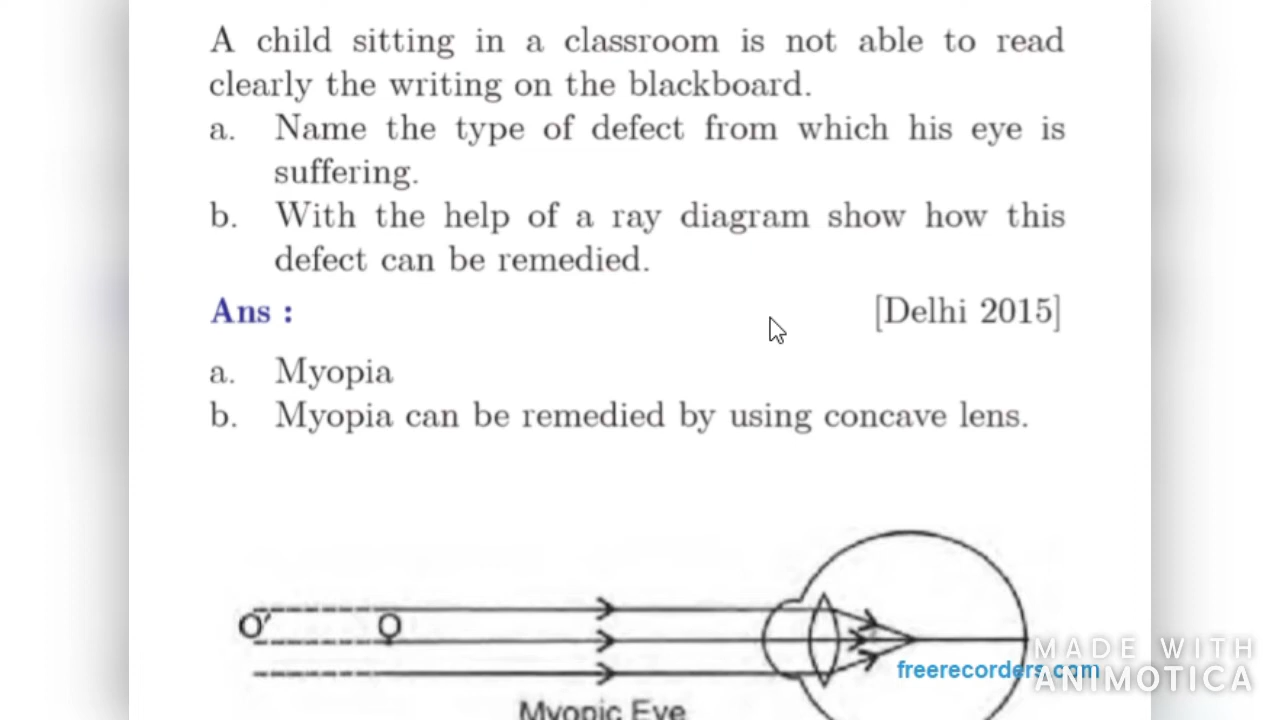 A child sitting in a classroom is not able to read
clearly the writing on the blackboard.
a. Name the type of defect from which his eye is
suffering.
b. With the help of a ray diagram show how this
defect can be remedied.
Ans : [Delhi 2015]
a. Myopia
b. Myopia can be remedied by using concave lens.
O' O
freerecorders.com
MADE WITH
ANIMOTICA
Myopic Eye